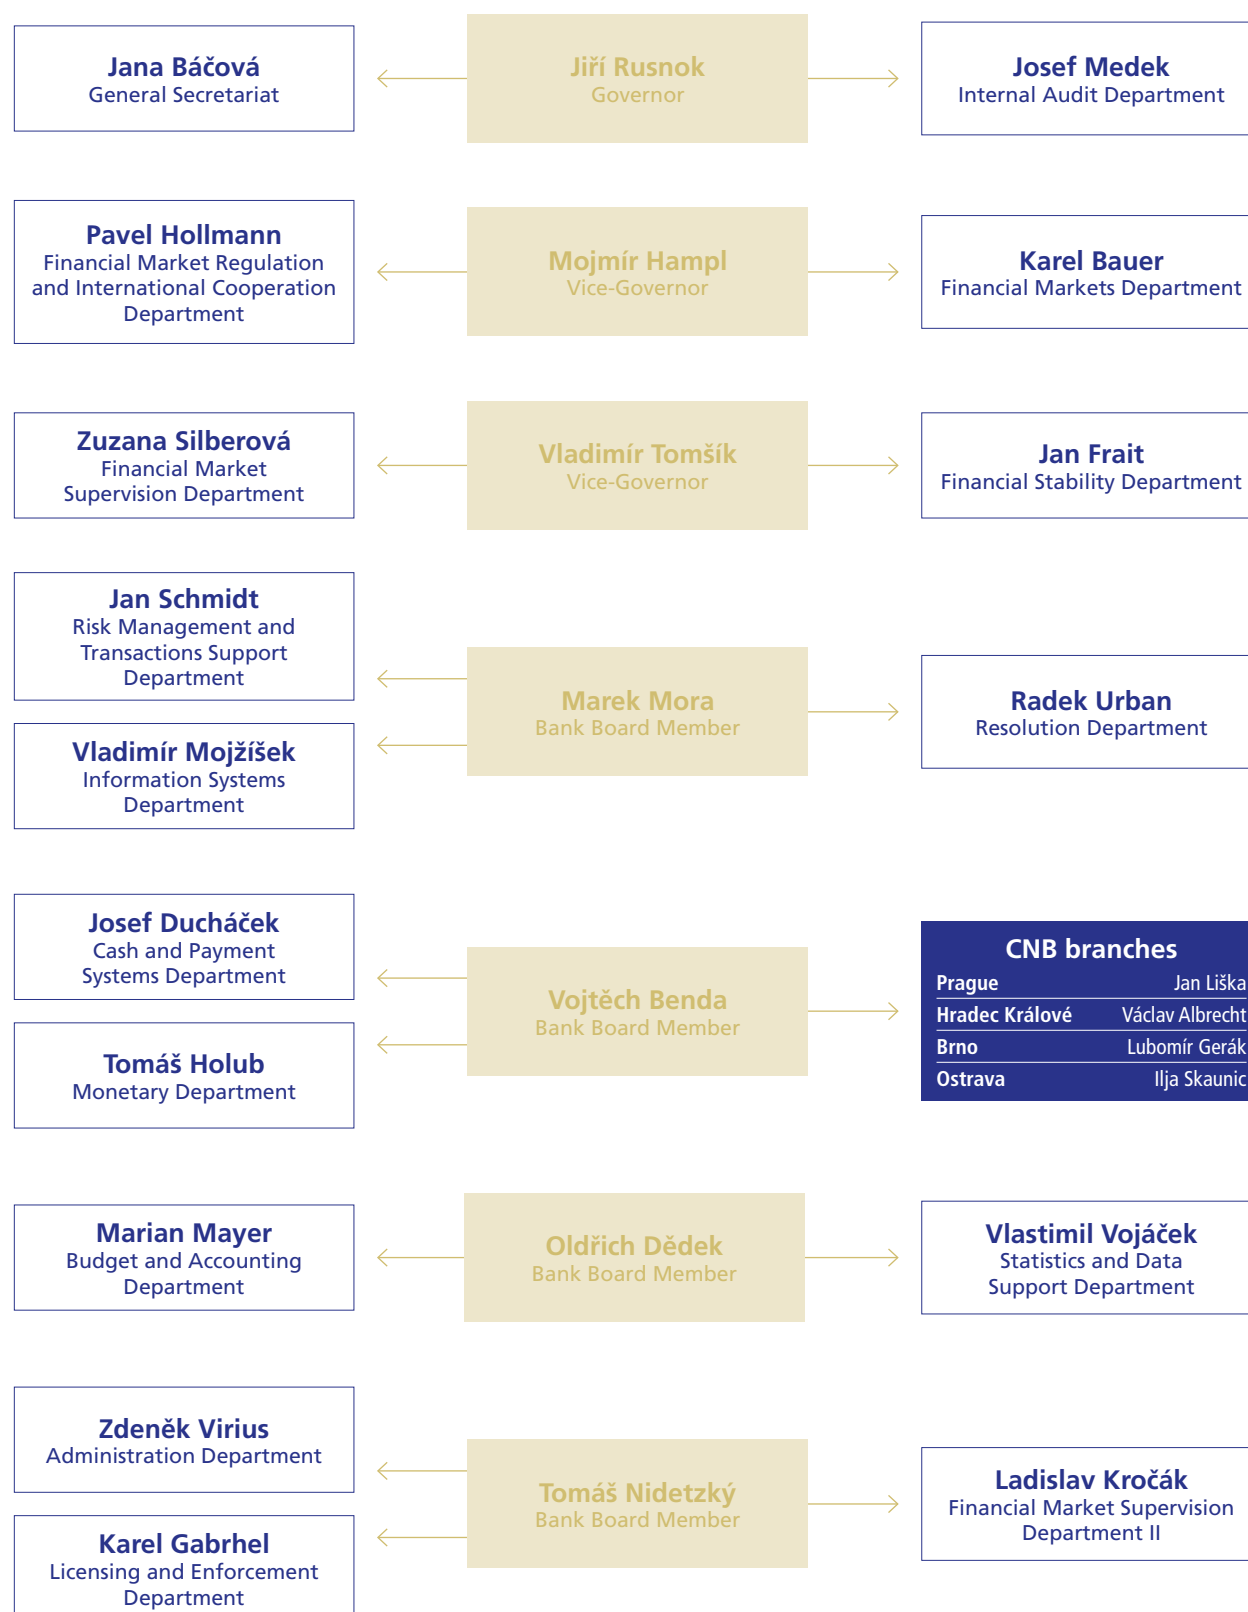 Jana Báčová
General Secretariat
Jiří Rusnok
Governor
Josef Medek
Internal Audit Department
Pavel Hollmann
Financial Market Regulation
and International Cooperation
Department
Mojmír Hampl
Vice-Governor
Karel Bauer
Financial Markets Department
Zuzana Silberová
Financial Market
Supervision Department
Vladimír Tomšík
Vice-Governor
Jan Frait
Financial Stability Department
Jan Schmidt
Risk Management and
Transactions Support
Department
Vladimír Mojžíšek
Information Systems
Department
Marek Mora
Bank Board Member
Radek Urban
Resolution Department
Josef Ducháček
Cash and Payment
Systems Department
Tomáš Holub
Monetary Department
Vojtěch Benda
Bank Board Member
CNB branches
Prague Jan Liška
Hradec Králové Václav Albrecht
Brno Lubomír Gerák
Ostrava Ilja Skaunic
Marian Mayer
Budget and Accounting
Department
Oldřich Dědek
Bank Board Member
Vlastimil Vojáček
Statistics and Data
Support Department
Zdeněk Virius
Administration Department
Karel Gabrhel
Licensing and Enforcement
Department
Tomáš Nidetzký
Bank Board Member
Ladislav Kročák
Financial Market Supervision
Department II